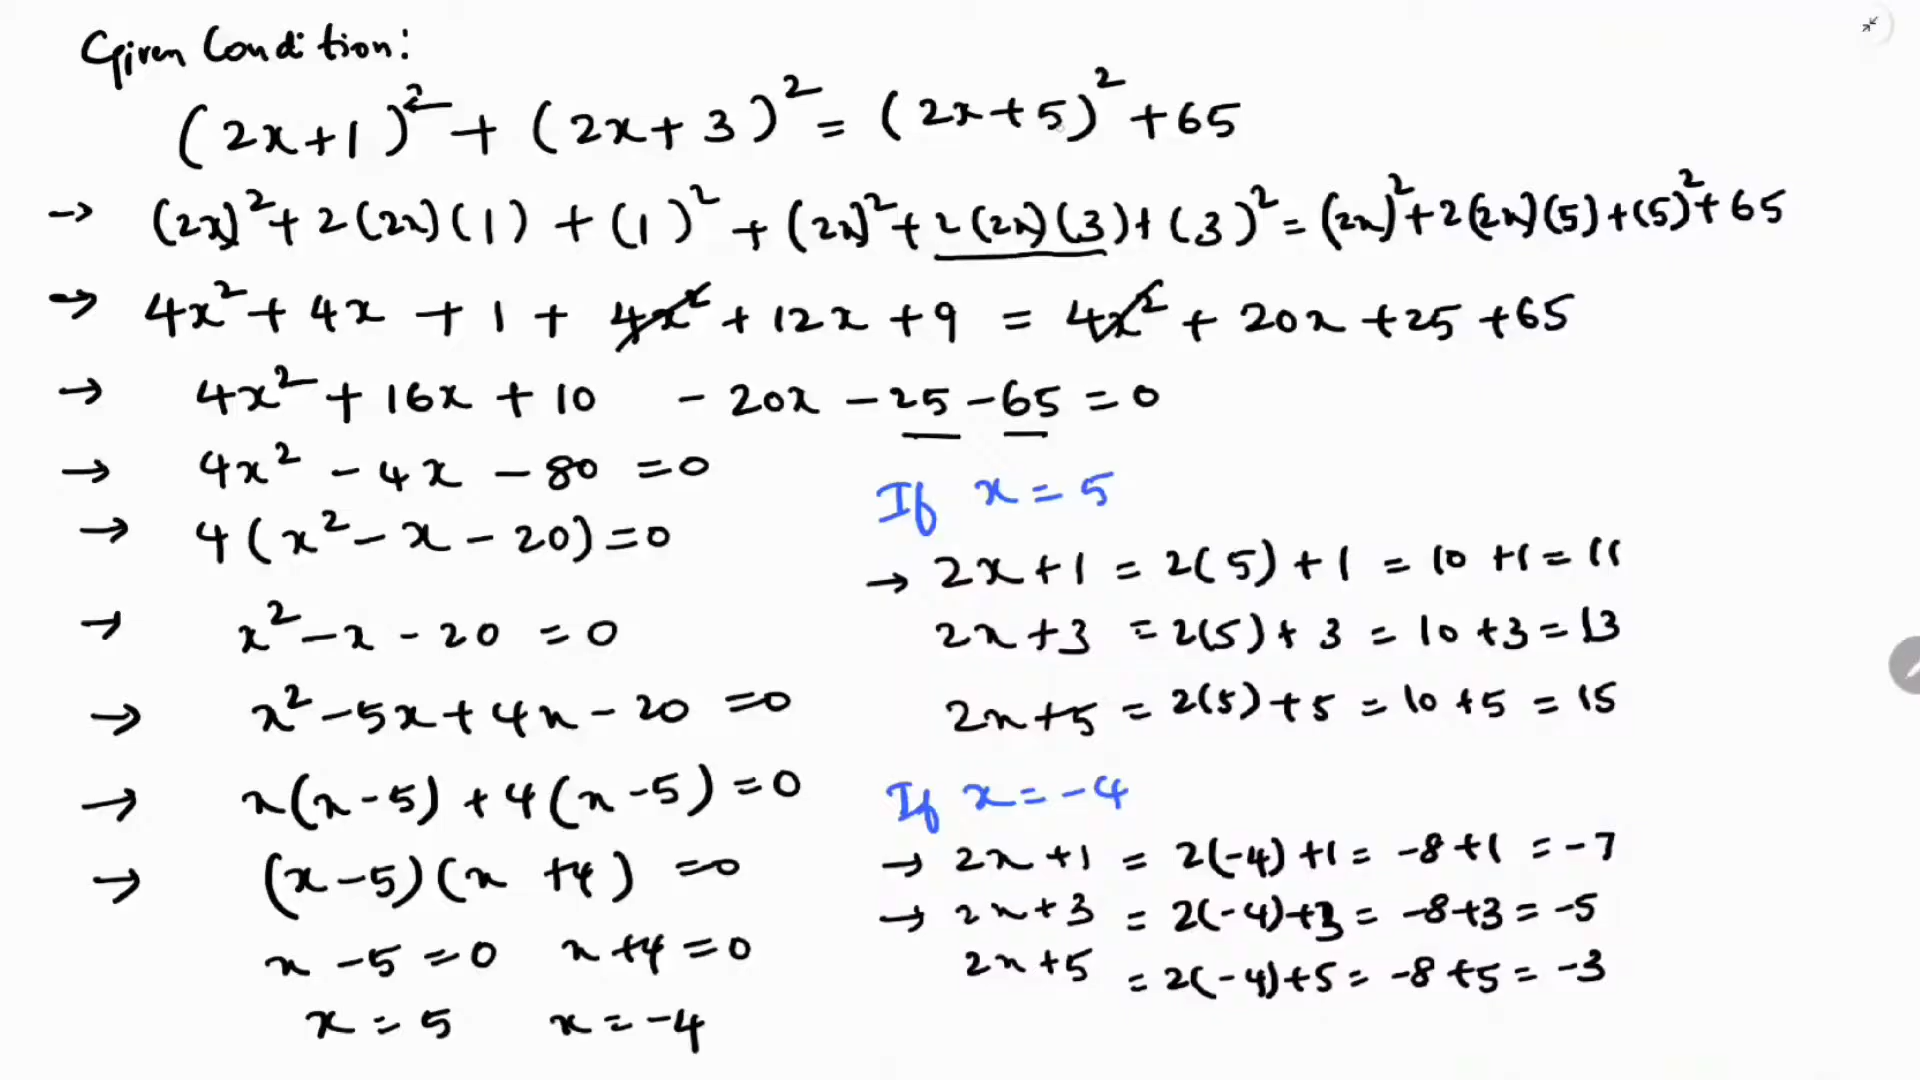 Given Condition:
(2x+1)² + (2x+3)² = (2x+5)² + 65
→ (2x)² + 2(2x)(1) + (1)² + (2x)² + 2(2x)(3) + (3)² = (2x)² + 2(2x)(5) + (5)² + 65
→ 4x² + 4x + 1 + 4x² + 12x + 9 = 4x² + 20x + 25 + 65
→ 4x² + 16x + 10 - 20x - 25 - 65 = 0
→ 4x² - 4x - 80 = 0
→ 4(x² - x - 20) = 0
→ x² - x - 20 = 0
→ x² - 5x + 4x - 20 = 0
→ x(x-5) + 4(x-5) = 0
→ (x-5)(x+4) = 0
x - 5 = 0 x + 4 = 0
x = 5 x = -4
If x = 5
→ 2x+1 = 2(5)+1 = 10+1 = 11
2x+3 = 2(5)+3 = 10+3 = 13
2x+5 = 2(5)+5 = 10+5 = 15
If x = -4
→ 2x+1 = 2(-4)+1 = -8+1 = -7
→ 2x+3 = 2(-4)+3 = -8+3 = -5
2x+5 = 2(-4)+5 = -8+5 = -3